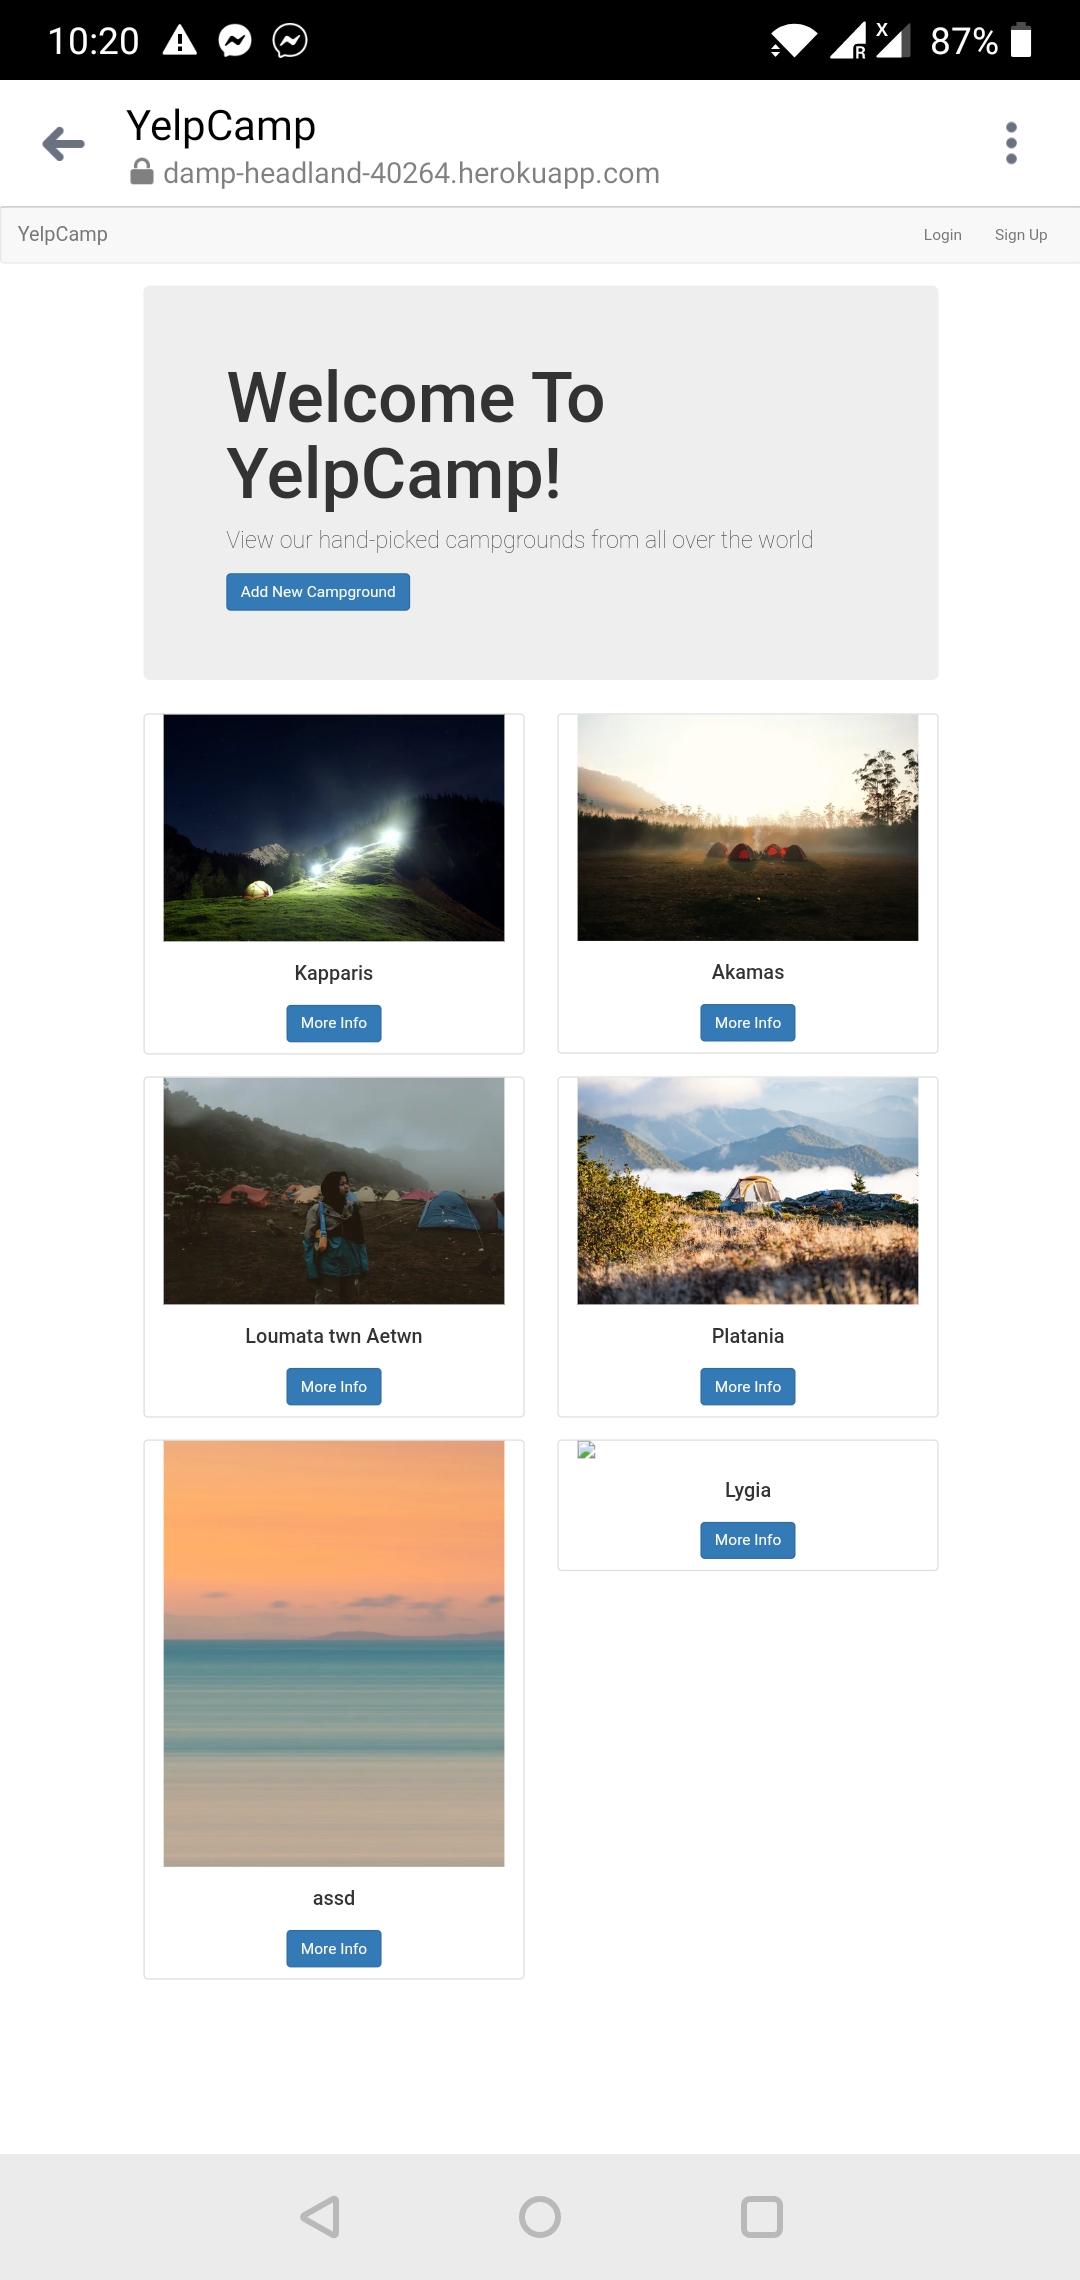 10:20
87%
YelpCamp
damp-headland-40264.herokuapp.com
YelpCamp
Login
Sign Up
Welcome To
YelpCamp!
View our hand-picked campgrounds from all over the world
Add New Campground
Kapparis
More Info
Akamas
More Info
Loumata twn Aetwn
More Info
Platania
More Info
assd
More Info
Lygia
More Info